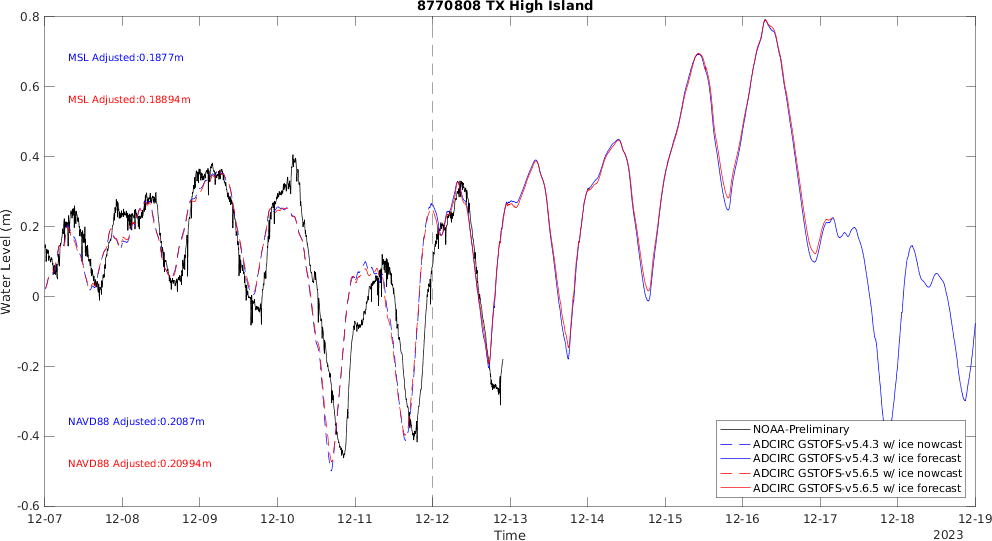 8770808 TX High Island
0.8
0.6
0.4
0.2
0
-0.2
-0.4
-0.6
Water Level (m)
MSL Adjusted:0.1877m
MSL Adjusted:0.18894m
NAVD88 Adjusted:0.2087m
NAVD88 Adjusted:0.20994m
NOAA-Preliminary
ADCIRC GSTOFS-v5.4.3 w/ ice nowcast
ADCIRC GSTOFS-v5.4.3 w/ ice forecast
ADCIRC GSTOFS-v5.6.5 w/ ice nowcast
ADCIRC GSTOFS-v5.6.5 w/ ice forecast
12-07 12-08 12-09 12-10 12-11 12-12 12-13 12-14 12-15 12-16 12-17 12-18 12-19
Time
2023